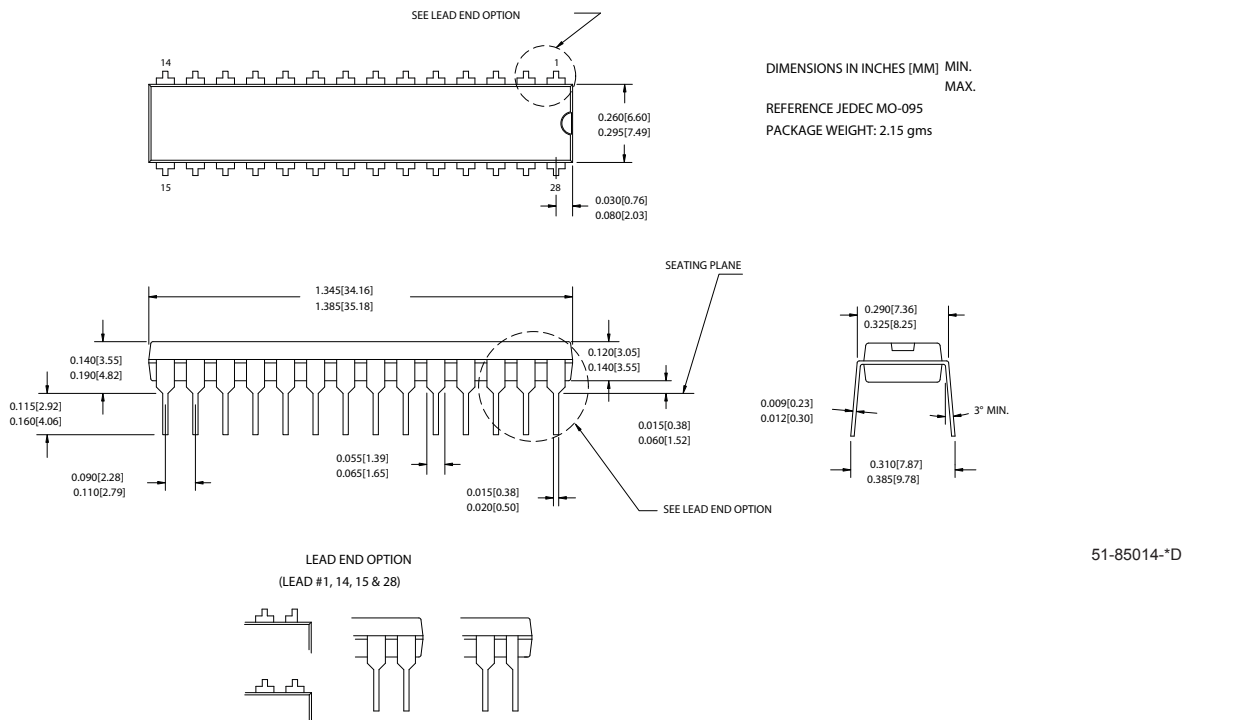 SEE LEAD END OPTION
14
1
DIMENSIONS IN INCHES [MM] MIN.
MAX.
REFERENCE JEDEC MO-095
PACKAGE WEIGHT: 2.15 gms
0.260[6.60]
0.295[7.49]
15
28
0.030[0.76]
0.080[2.03]
SEATING PLANE
1.345[34.16]
1.385[35.18]
0.290[7.36]
0.325[8.25]
0.140[3.55]
0.190[4.82]
0.120[3.05]
0.140[3.55]
0.115[2.92]
0.160[4.06]
0.009[0.23]
0.012[0.30]
3° MIN.
0.015[0.38]
0.060[1.52]
0.055[1.39]
0.065[1.65]
0.090[2.28]
0.110[2.79]
0.310[7.87]
0.385[9.78]
0.015[0.38]
0.020[0.50]
SEE LEAD END OPTION
LEAD END OPTION
(LEAD #1, 14, 15 & 28)
51-85014-*D